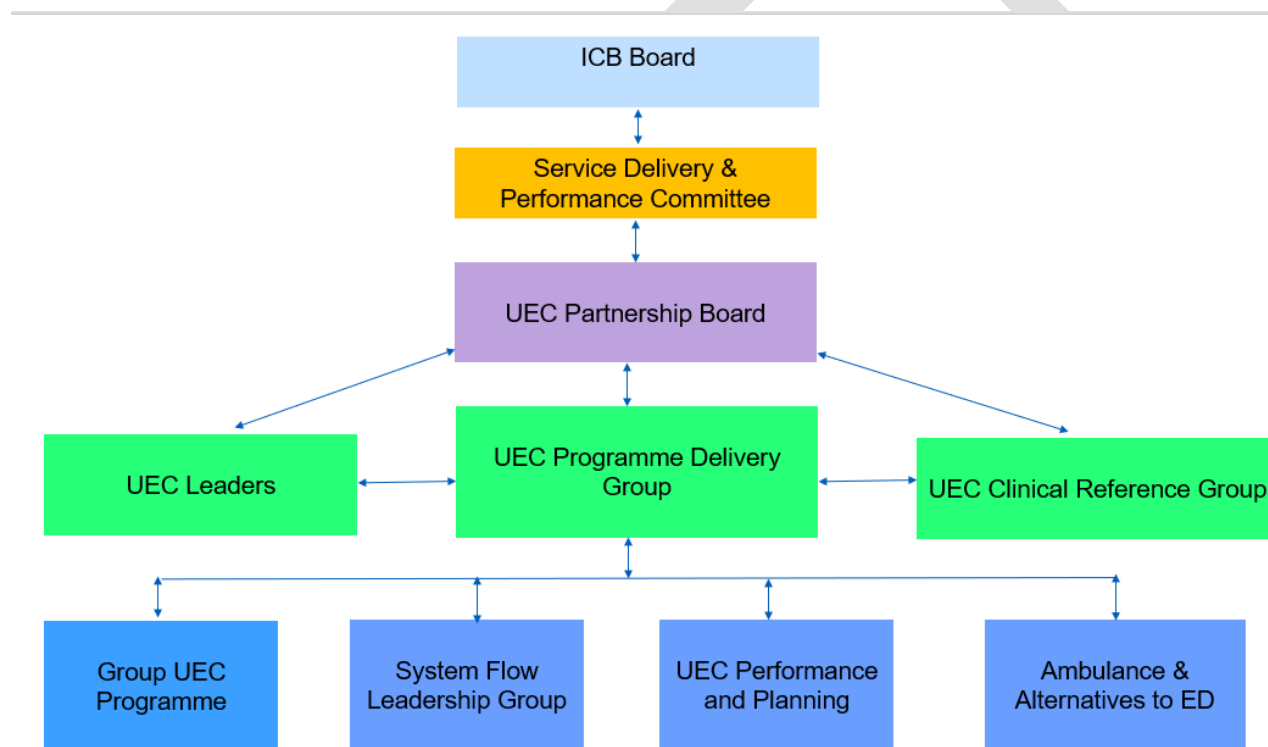 ICB Board
Service Delivery &
Performance Committee
UEC Partnership Board
UEC Leaders
UEC Programme Delivery
Group
UEC Clinical Reference Group
Group UEC
Programme
System Flow
Leadership Group
UEC Performance
and Planning
Ambulance &
Alternatives to ED